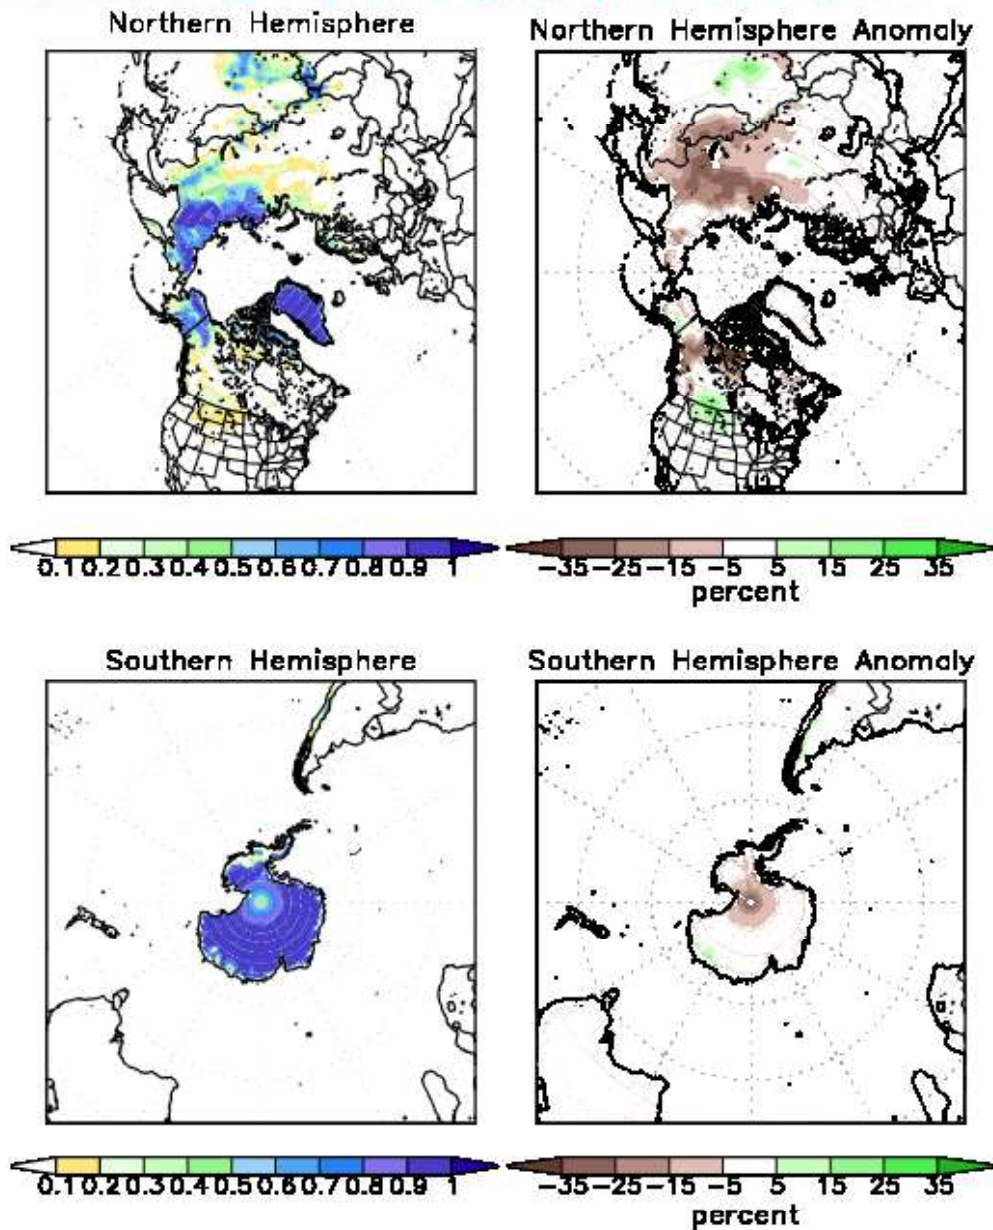 Northern Hemisphere
Northern Hemisphere Anomaly
0.1 0.2 0.3 0.4 0.5 0.6 0.7 0.8 0.9 1
-35 -25 -15 -5 5 15 25 35
percent
Southern Hemisphere
Southern Hemisphere Anomaly
0.1 0.2 0.3 0.4 0.5 0.6 0.7 0.8 0.9 1
-35 -25 -15 -5 5 15 25 35
percent